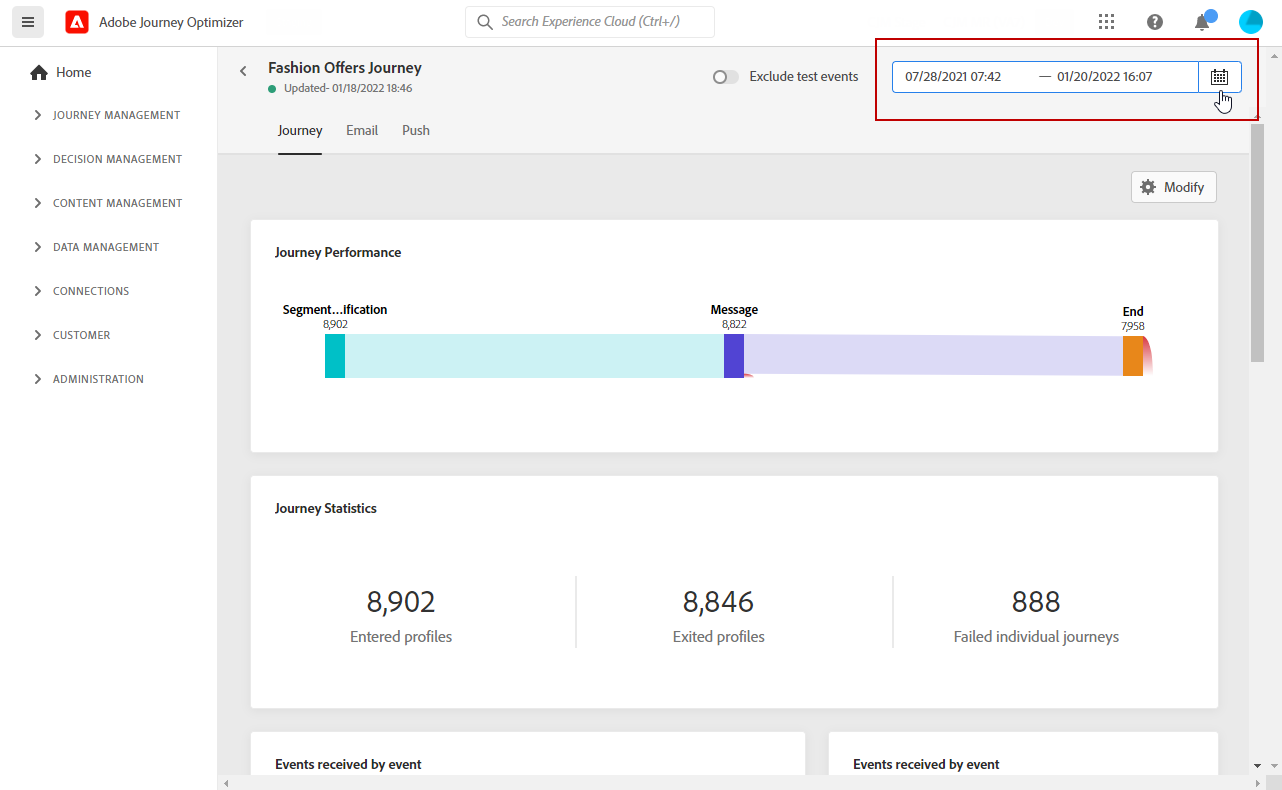 Adobe Journey Optimizer
Search Experience Cloud (Ctrl+/)
Home
JOURNEY MANAGEMENT
DECISION MANAGEMENT
CONTENT MANAGEMENT
DATA MANAGEMENT
CONNECTIONS
CUSTOMER
ADMINISTRATION
Fashion Offers Journey
Updated- 01/18/2022 18:46
Exclude test events
07/28/2021 07:42 — 01/20/2022 16:07
Journey Email Push
Modify
Journey Performance
Segment...ification
8,902
Message
8,822
End
7,958
Journey Statistics
8,902
Entered profiles
8,846
Exited profiles
888
Failed individual journeys
Events received by event
Events received by event